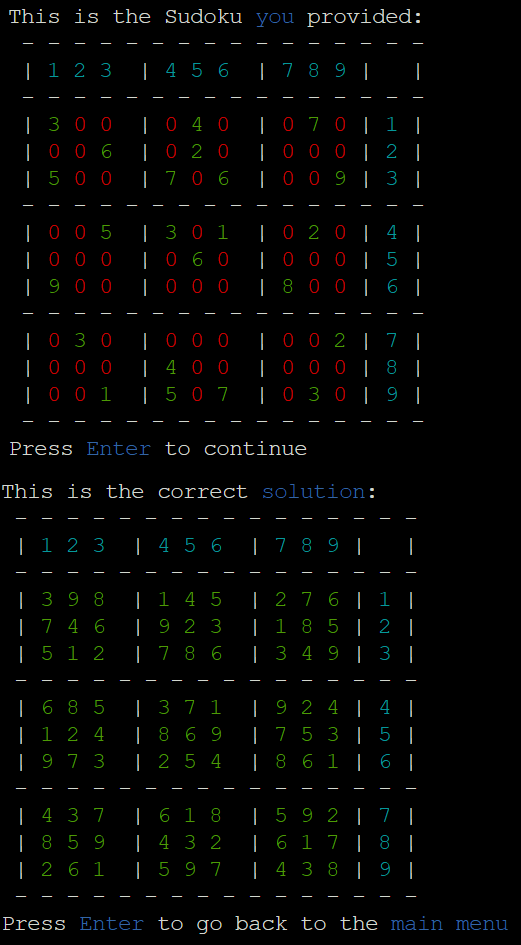 This is the Sudoku you provided:
- - - - - - - - - - - - - - - -
| 1 2 3 | 4 5 6 | 7 8 9 | |
- - - - - - - - - - - - - - - -
| 3 0 0 | 0 4 0 | 0 7 0 | 1 |
| 0 0 6 | 0 2 0 | 0 0 0 | 2 |
| 5 0 0 | 7 0 6 | 0 0 9 | 3 |
- - - - - - - - - - - - - - - -
| 0 0 5 | 3 0 1 | 0 2 0 | 4 |
| 0 0 0 | 0 6 0 | 0 0 0 | 5 |
| 9 0 0 | 0 0 0 | 8 0 0 | 6 |
- - - - - - - - - - - - - - - -
| 0 3 0 | 0 0 0 | 0 0 2 | 7 |
| 0 0 0 | 4 0 0 | 0 0 0 | 8 |
| 0 0 1 | 5 0 7 | 0 3 0 | 9 |
- - - - - - - - - - - - - - - -
Press Enter to continue
This is the correct solution:
- - - - - - - - - - - - - - - -
| 1 2 3 | 4 5 6 | 7 8 9 | |
- - - - - - - - - - - - - - - -
| 3 9 8 | 1 4 5 | 2 7 6 | 1 |
| 7 4 6 | 9 2 3 | 1 8 5 | 2 |
| 5 1 2 | 7 8 6 | 3 4 9 | 3 |
- - - - - - - - - - - - - - - -
| 6 8 5 | 3 7 1 | 9 2 4 | 4 |
| 1 2 4 | 8 6 9 | 7 5 3 | 5 |
| 9 7 3 | 2 5 4 | 8 6 1 | 6 |
- - - - - - - - - - - - - - - -
| 4 3 7 | 6 1 8 | 5 9 2 | 7 |
| 8 5 9 | 4 3 2 | 6 1 7 | 8 |
| 2 6 1 | 5 9 7 | 4 3 8 | 9 |
- - - - - - - - - - - - - - - -
Press Enter to go back to the main menu